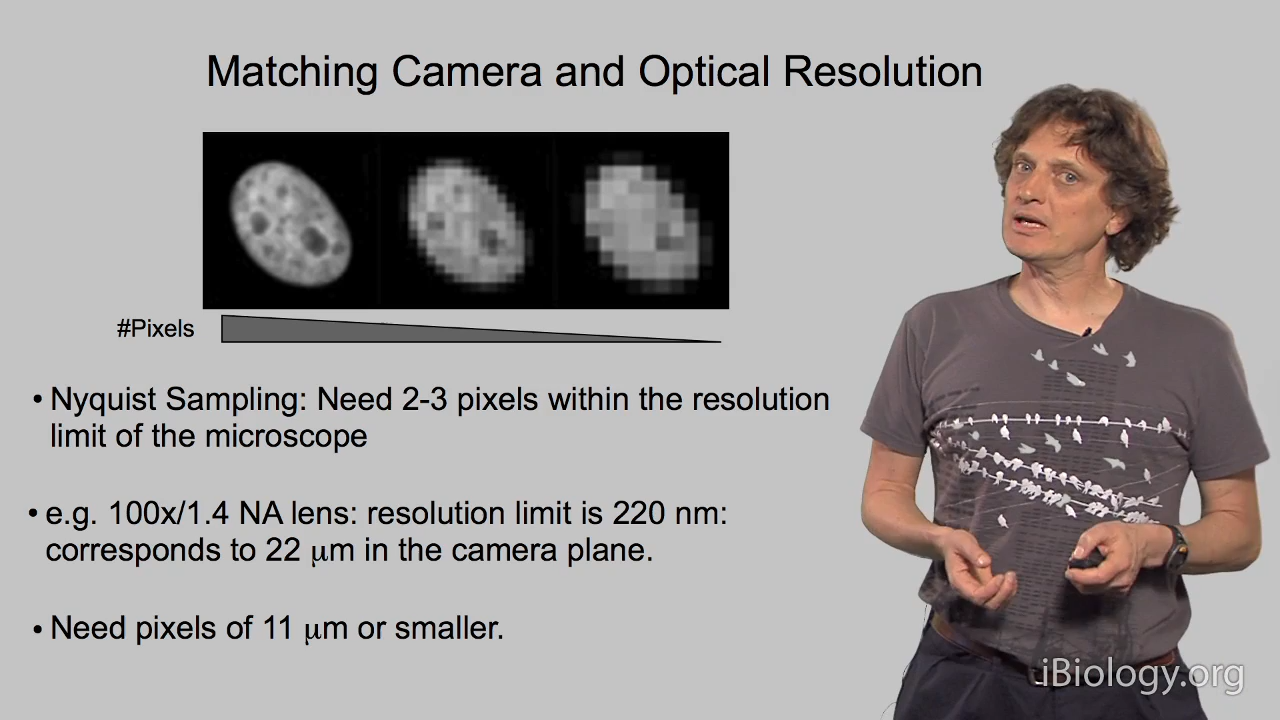 Matching Camera and Optical Resolution
#Pixels
• Nyquist Sampling: Need 2-3 pixels within the resolution
limit of the microscope
• e.g. 100x/1.4 NA lens: resolution limit is 220 nm:
corresponds to 22 μm in the camera plane.
• Need pixels of 11 μm or smaller.
iBiology.org